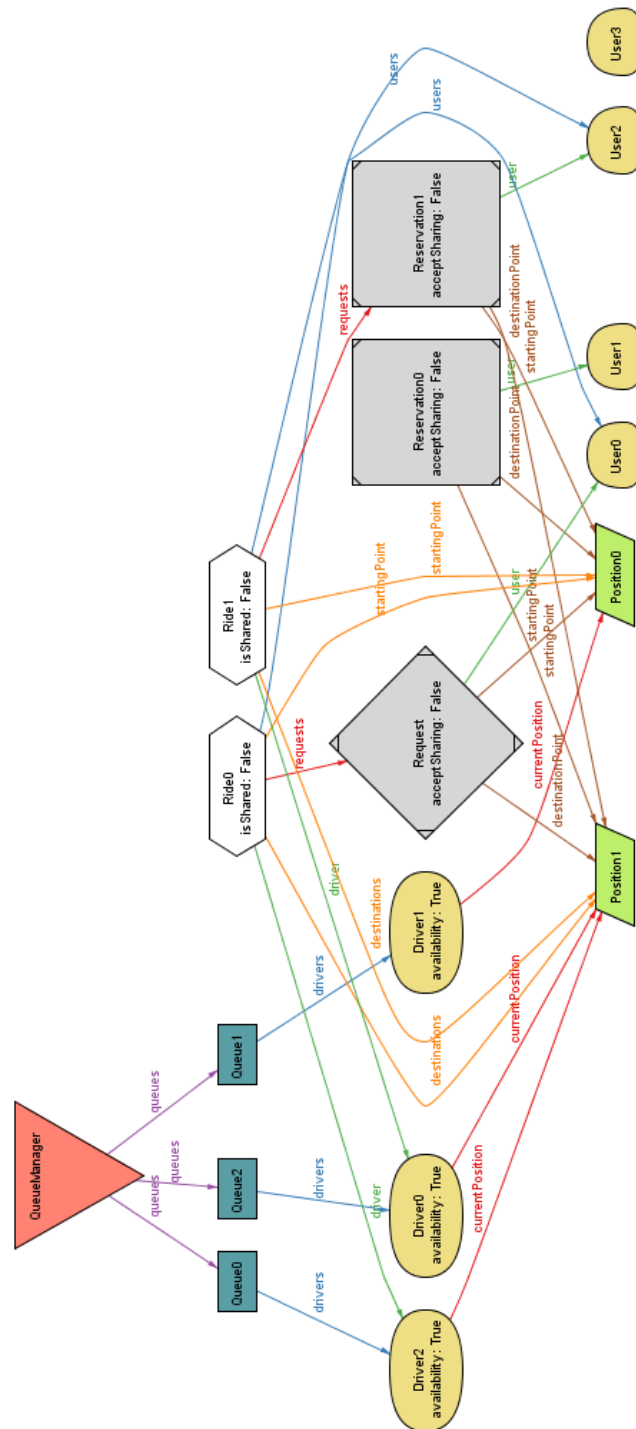 QueueManager
queues
queues
queues
Queue0
Queue2
Queue1
Ride0
isShared: False
Ride1
isShared: False
drivers
drivers
drivers
driver
driver
destinations
destinations
requests
startingPoint
startingPoint
requests
users
users
Driver2
availability: True
Driver0
availability: True
Driver1
availability: True
Request
acceptSharing: False
Reservation0
acceptSharing: False
Reservation1
acceptSharing: False
currentPosition
currentPosition
currentPosition
destinationPoint
startingPoint
startingPoint
user
destinationPoint
user
startingPoint
destinationPoint
user
Position1
Position0
User0
User1
User2
User3